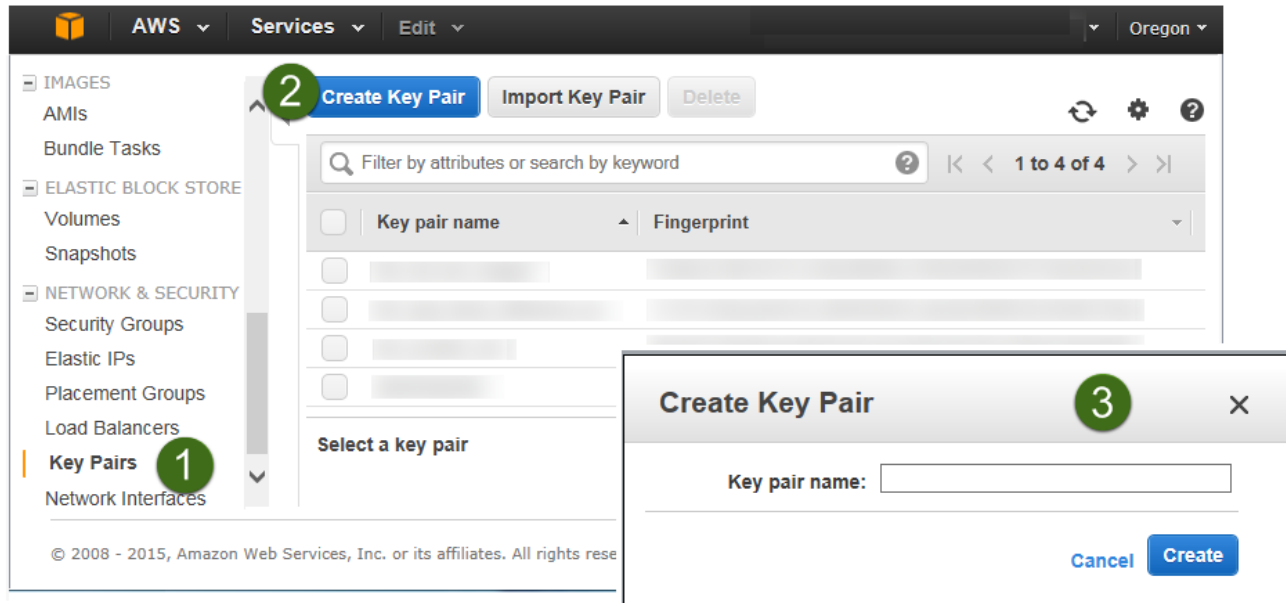 AWS Services Edit Oregon
IMAGES
AMIs
Bundle Tasks
ELASTIC BLOCK STORE
Volumes
Snapshots
NETWORK & SECURITY
Security Groups
Elastic IPs
Placement Groups
Load Balancers
Key Pairs 1
Network Interfaces
2 Create Key Pair Import Key Pair Delete
Filter by attributes or search by keyword 1 to 4 of 4
Key pair name Fingerprint
Select a key pair
© 2008 - 2015, Amazon Web Services, Inc. or its affiliates. All rights rese
Create Key Pair 3
Key pair name:
Cancel Create